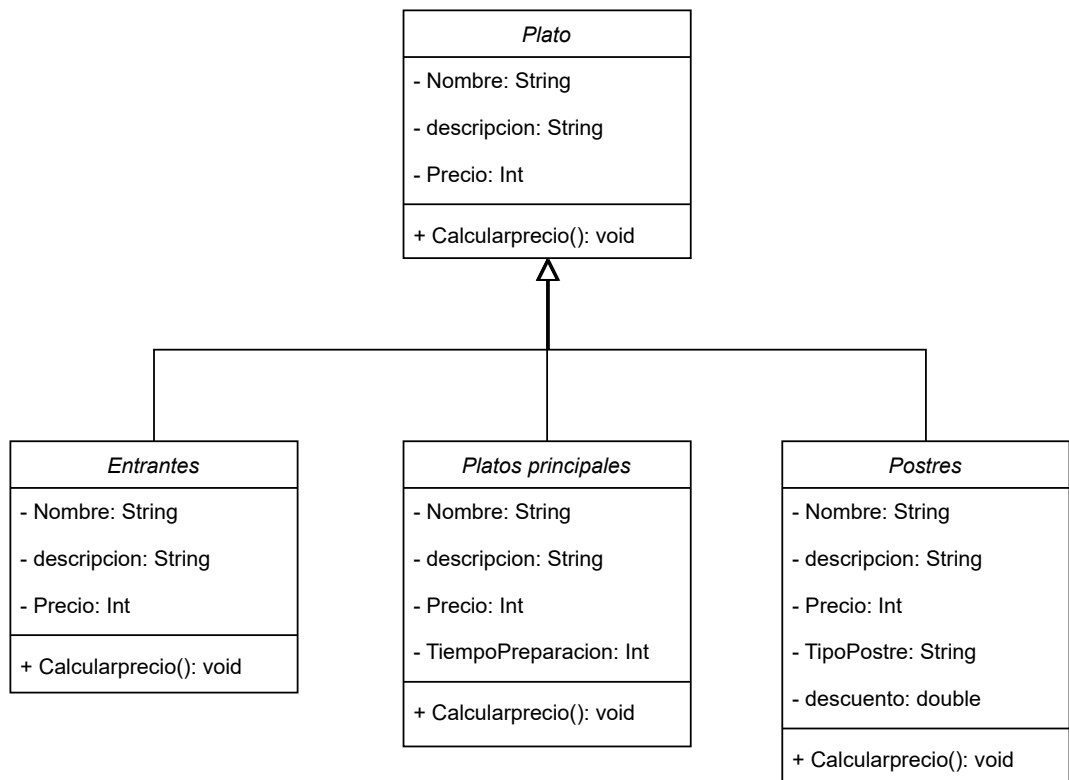 Plato
- Nombre: String
- descripcion: String
- Precio: Int
+ Calcularprecio(): void
Entrantes
- Nombre: String
- descripcion: String
- Precio: Int
+ Calcularprecio(): void
Platos principales
- Nombre: String
- descripcion: String
- Precio: Int
- TiempoPreparacion: Int
+ Calcularprecio(): void
Postres
- Nombre: String
- descripcion: String
- Precio: Int
- TipoPostre: String
- descuento: double
+ Calcularprecio(): void